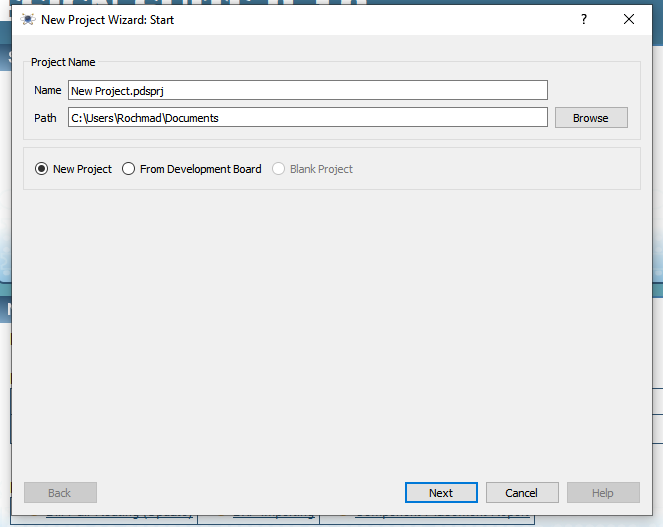 New Project Wizard: Start
?
Project Name
Name New Project.pdsprj
Path C:\Users\Rochmad\Documents Browse
New Project From Development Board Blank Project
Back Next Cancel Help